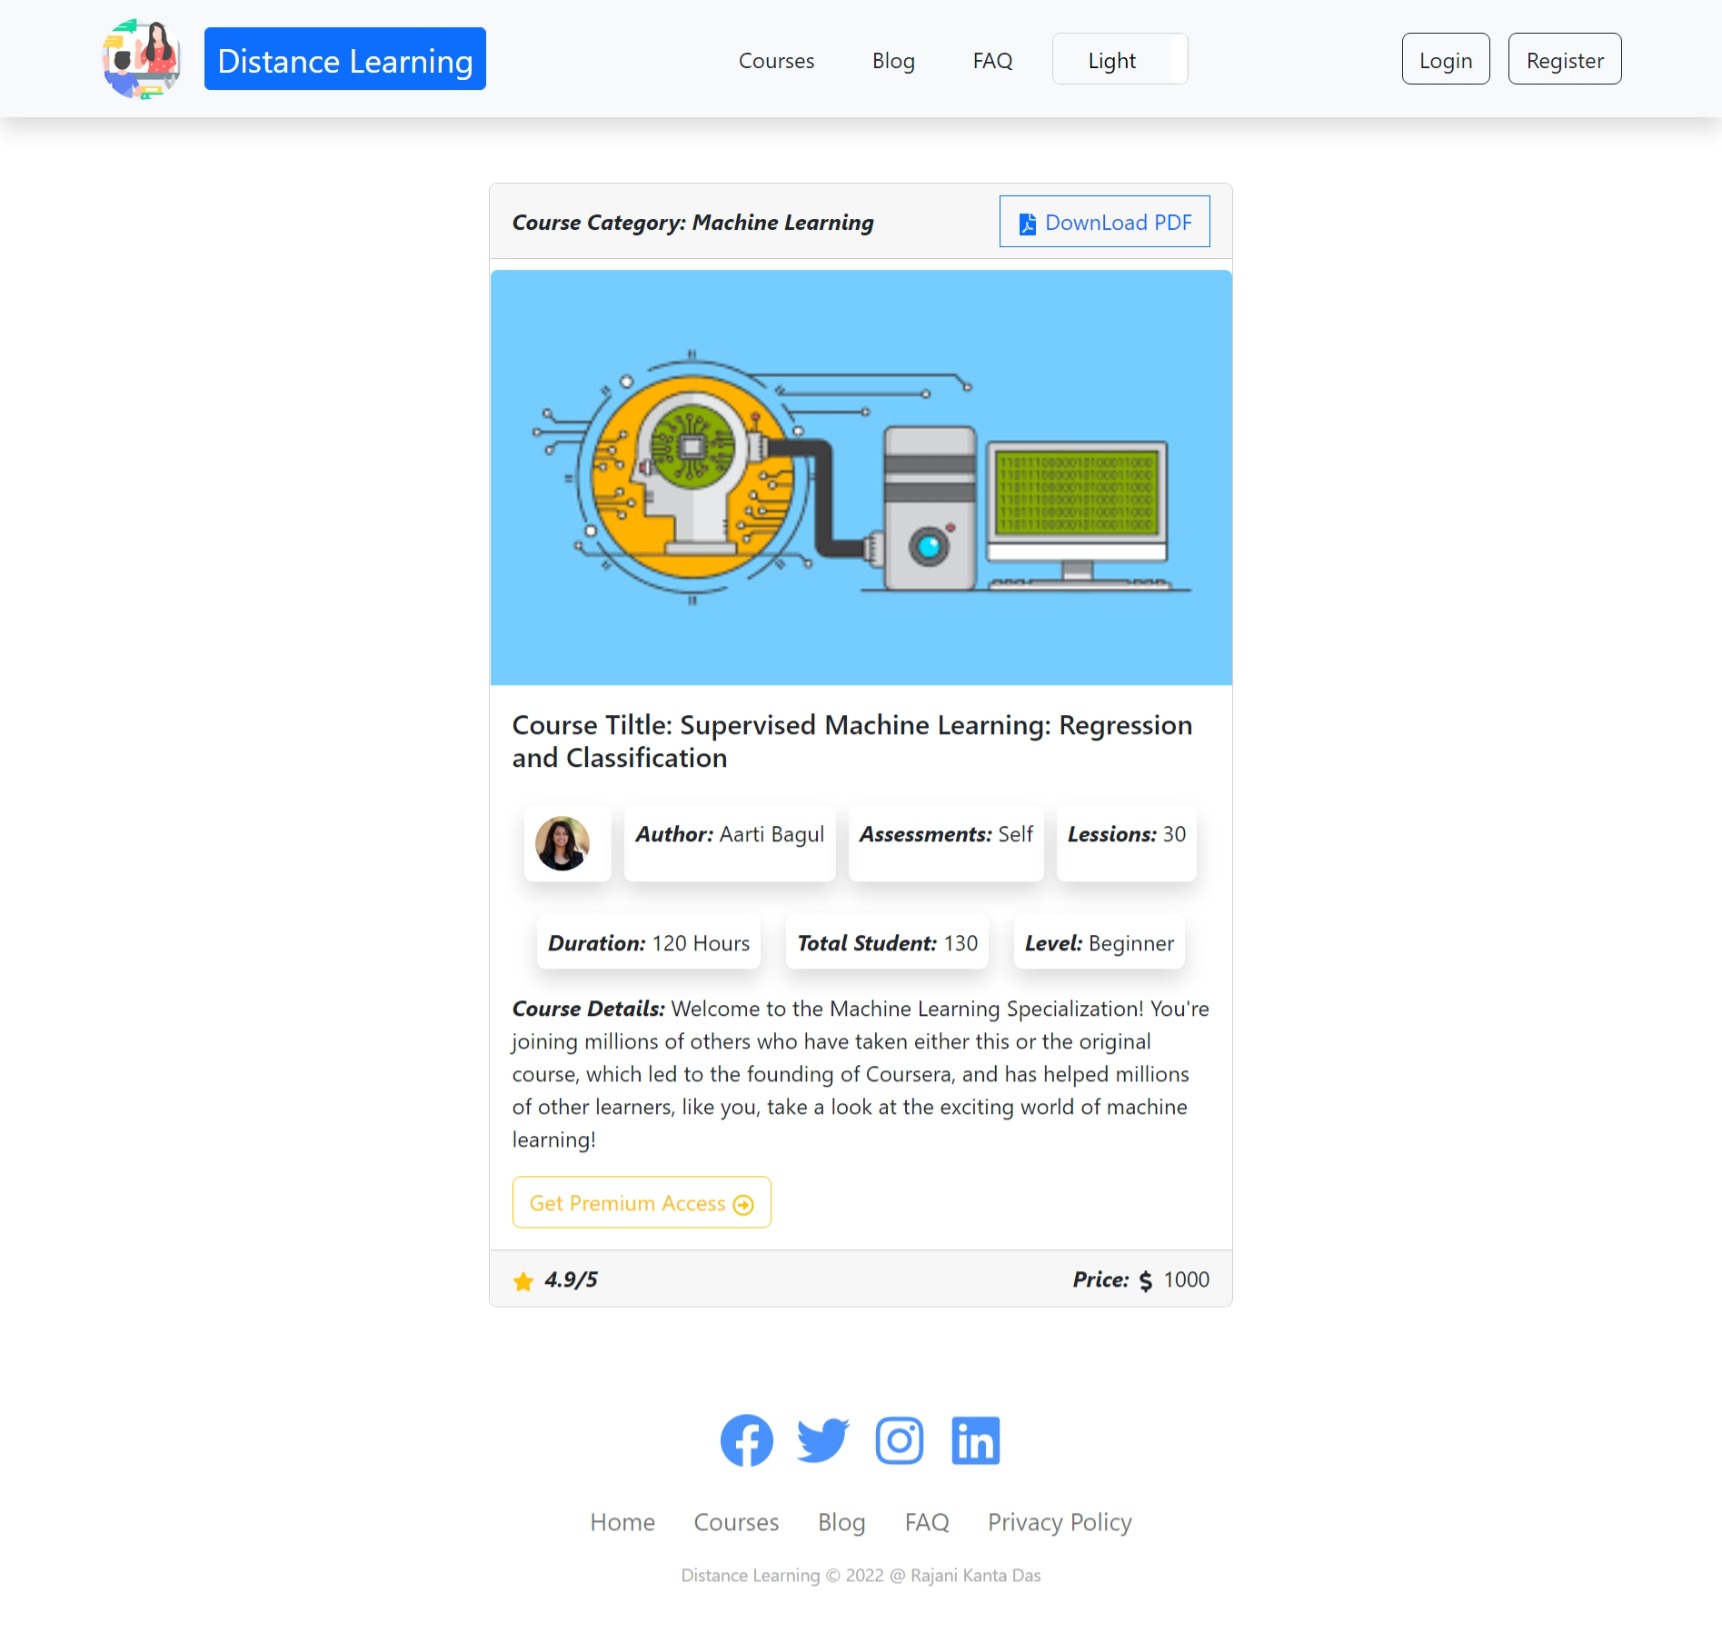 Distance Learning
Courses
Blog
FAQ
Light
Login
Register
Course Category: Machine Learning
DownLoad PDF
Course Tiltle: Supervised Machine Learning: Regression
and Classification
Author: Aarti Bagul
Assessments: Self
Lessions: 30
Duration: 120 Hours
Total Student: 130
Level: Beginner
Course Details: Welcome to the Machine Learning Specialization! You're
joining millions of others who have taken either this or the original
course, which led to the founding of Coursera, and has helped millions
of other learners, like you, take a look at the exciting world of machine
learning!
Get Premium Access
4.9/5
Price: $ 1000
Home
Courses
Blog
FAQ
Privacy Policy
Distance Learning © 2022 @ Rajani Kanta Das